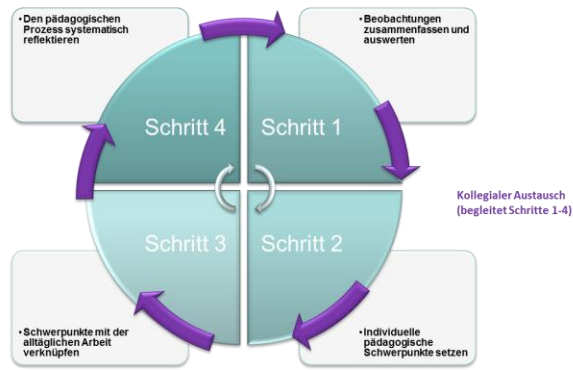 • Den pädagogischen
Prozess systematisch
reflektieren
• Beobachtungen
zusammenfassen und
auswerten
Schritt 4
Schritt 1
Kollegialer Austausch
(begleitet Schritte 1-4)
Schritt 3
Schritt 2
• Schwerpunkte mit der
alltäglichen Arbeit
verknüpfen
• Individuelle
pädagogische
Schwerpunkte setzen